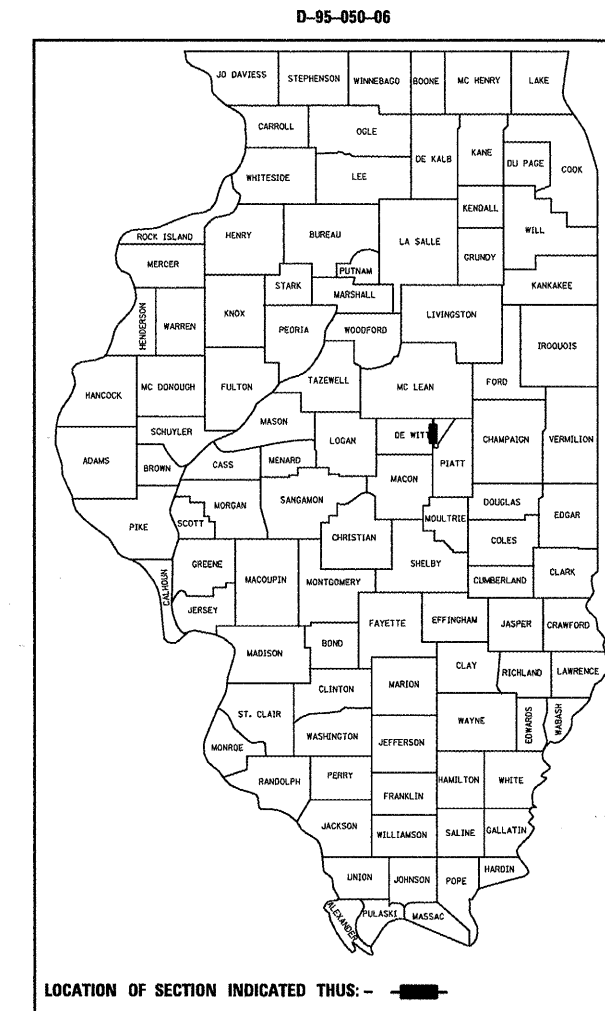 D-95-050-06
JO DAVIESS STEPHENSON WINNEBAGO BOONE MC HENRY LAKE
CARROLL OGLE DE KALB KANE DU PAGE COOK
WHITESIDE LEE KENDALL WILL
ROCK ISLAND HENRY BUREAU LA SALLE GRUNDY
MERCER PUTNAM KANKAKEE
HENDERSON WARREN KNOX STARK MARSHALL LIVINGSTON
PEORIA WOODFORD IROQUOIS
HANCOCK MC DONOUGH FULTON TAZEWELL MC LEAN FORD
SCHUYLER MASON LOGAN DE WITT CHAMPAIGN VERMILION
ADAMS BROWN CASS MENARD MACON PIATT
PIKE SCOTT MORGAN SANGAMON CHRISTIAN MOULTRIE DOUGLAS EDGAR
COLES
GREENE MACOUPIN MONTGOMERY SHELBY CUMBERLAND CLARK
CALHOUN JERSEY FAYETTE EFFINGHAM JASPER CRAWFORD
MADISON BOND CLAY RICHLAND LAWRENCE
CLINTON MARION
ST. CLAIR WAYNE EDWARDS WABASH
MONROE WASHINGTON JEFFERSON
RANDOLPH PERRY HAMILTON WHITE
FRANKLIN
JACKSON WILLIAMSON SALINE GALLATIN
UNION JOHNSON POPE HARDIN
ALEXANDER PULASKI MASSAC
LOCATION OF SECTION INDICATED THUS: -